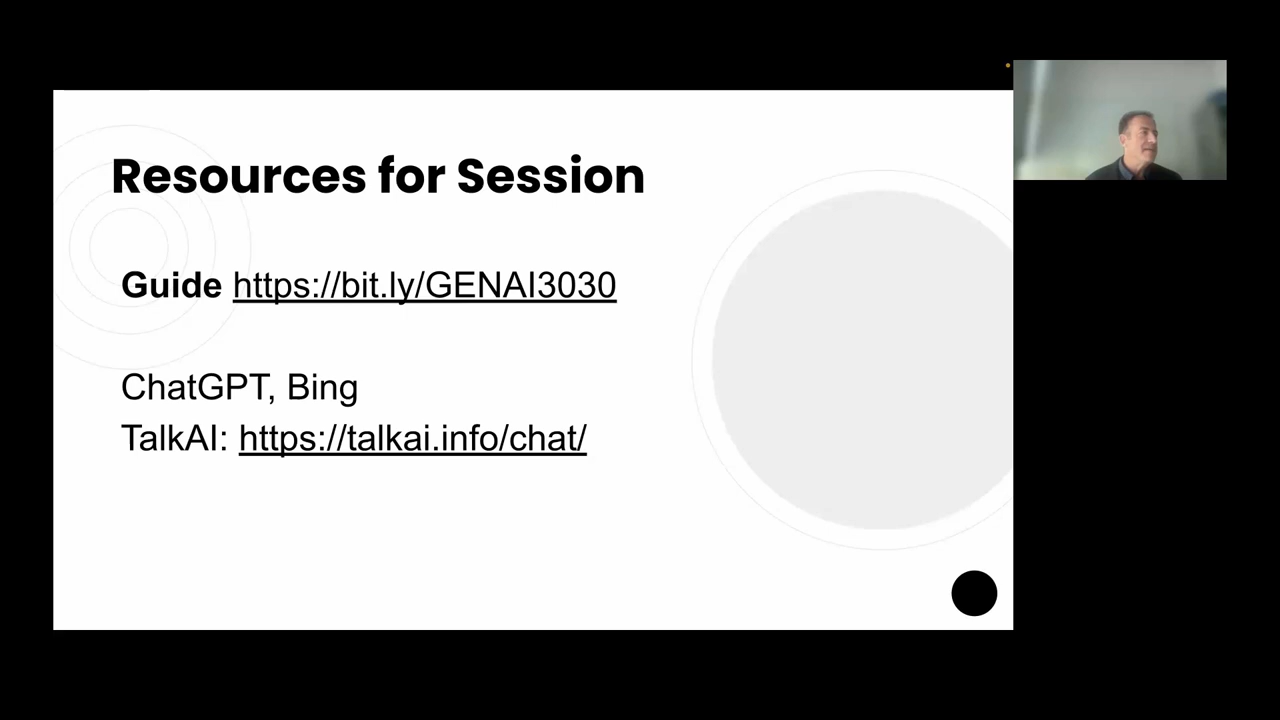 Resources for Session
Guide https://bit.ly/GENAI3030
ChatGPT, Bing
TalkAI: https://talkai.info/chat/